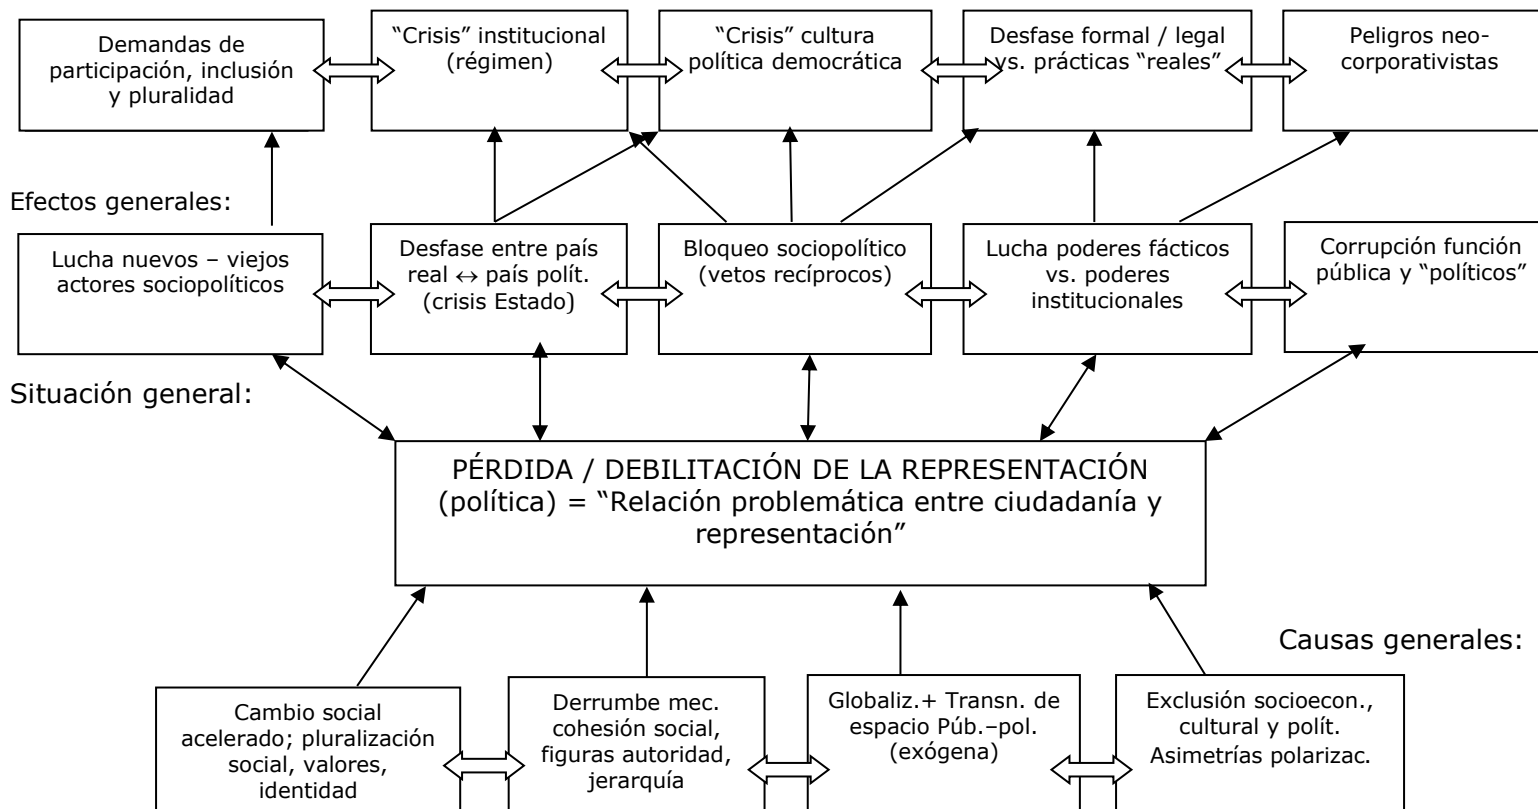 Demandas de
participación, inclusión
y pluralidad
“Crisis” institucional
(régimen)
“Crisis” cultura
política democrática
Desfase formal / legal
vs. prácticas “reales”
Peligros neo-
corporativistas
Efectos generales:
Lucha nuevos – viejos
actores sociopolíticos
Desfase entre país
real ↔ país polít.
(crisis Estado)
Bloqueo sociopolítico
(vetos recíprocos)
Lucha poderes fácticos
vs. poderes
institucionales
Corrupción función
pública y “políticos”
Situación general:
PÉRDIDA / DEBILITACIÓN DE LA REPRESENTACIÓN
(política) = “Relación problemática entre ciudadanía y
representación”
Causas generales:
Cambio social
acelerado; pluralización
social, valores,
identidad
Derrumbe mec.
cohesión social,
figuras autoridad,
jerarquía
Globaliz.+ Transn. de
espacio Púb.–pol.
(exógena)
Exclusión socioecon.,
cultural y polít.
Asimetrías polarizac.